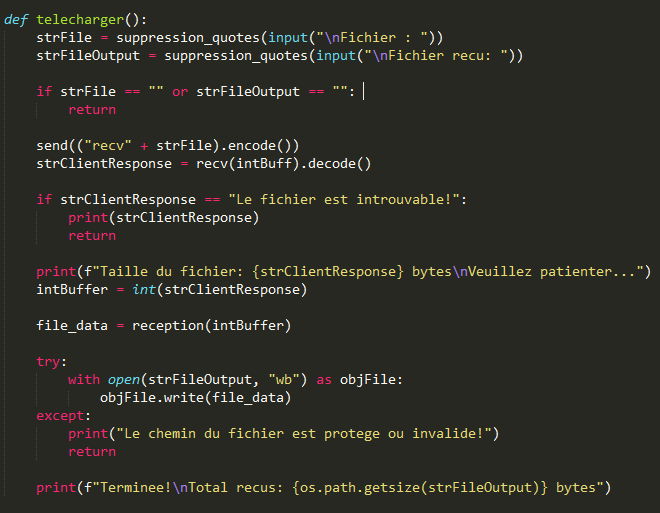 def telecharger():
    strFile = suppression_quotes(input("\nFichier : "))
    strFileOutput = suppression_quotes(input("\nFichier recu: "))

    if strFile == "" or strFileOutput == "":
        return

    send(("recv" + strFile).encode())
    strClientResponse = recv(intBuff).decode()

    if strClientResponse == "Le fichier est introuvable!":
        print(strClientResponse)
        return

    print(f"Taille du fichier: {strClientResponse} bytes\nVeuillez patienter...")
    intBuffer = int(strClientResponse)

    file_data = reception(intBuffer)

    try:
        with open(strFileOutput, "wb") as objFile:
            objFile.write(file_data)
    except:
        print("Le chemin du fichier est protege ou invalide!")
        return

    print(f"Terminee!\nTotal recus: {os.path.getsize(strFileOutput)} bytes")